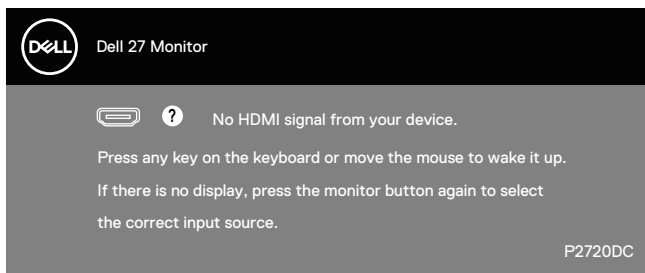 DELL
Dell 27 Monitor
? No HDMI signal from your device.
Press any key on the keyboard or move the mouse to wake it up.
If there is no display, press the monitor button again to select
the correct input source.
P2720DC